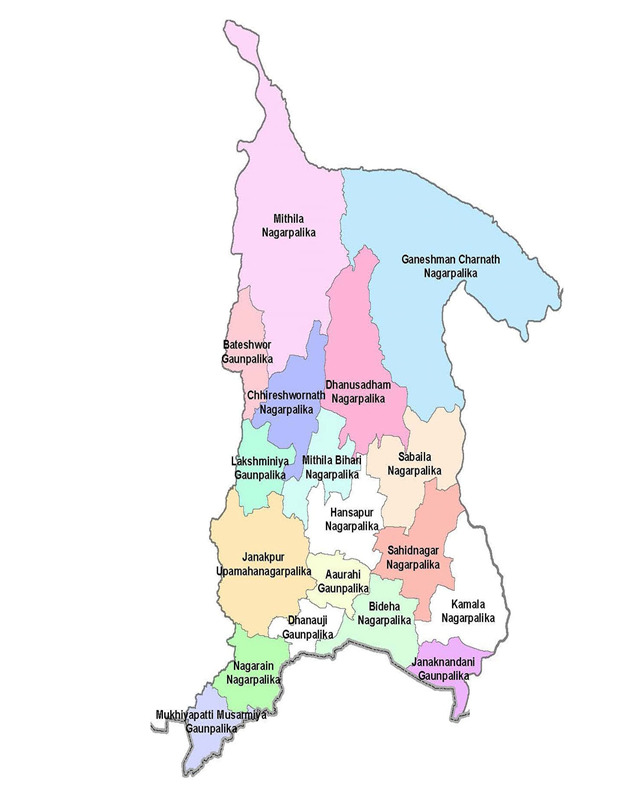 Mithila
Nagarpalika
Ganeshman Charnath
Nagarpalika
Bateshwor
Gaunpalika
Dhanusadham
Nagarpalika
Chhireshwornath
Nagarpalika
Lakshminiya
Gaunpalika
Mithila Bihari
Nagarpalika
Sabaila
Nagarpalika
Hansapur
Nagarpalika
Janakpur
Upamahanagarpalika
Sahidnagar
Nagarpalika
Aaurahi
Gaunpalika
Bideha
Nagarpalika
Kamala
Nagarpalika
Dhanauji
Gaunpalika
Nagarain
Nagarpalika
Janaknandani
Gaunpalika
Mukhiyapatti Musarmiya
Gaunpalika